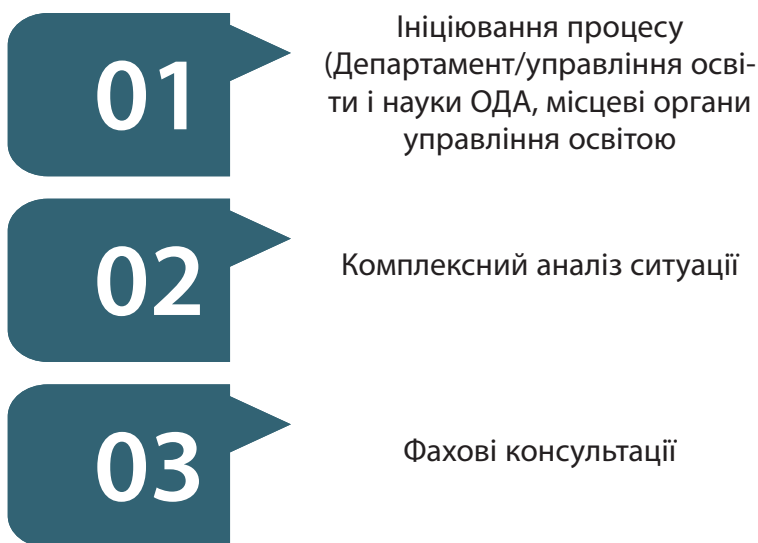 01
Ініціювання процесу
(Департамент/управління осві-
ти і науки ОДА, місцеві органи
управління освітою
02
Комплексний аналіз ситуації
03
Фахові консультації